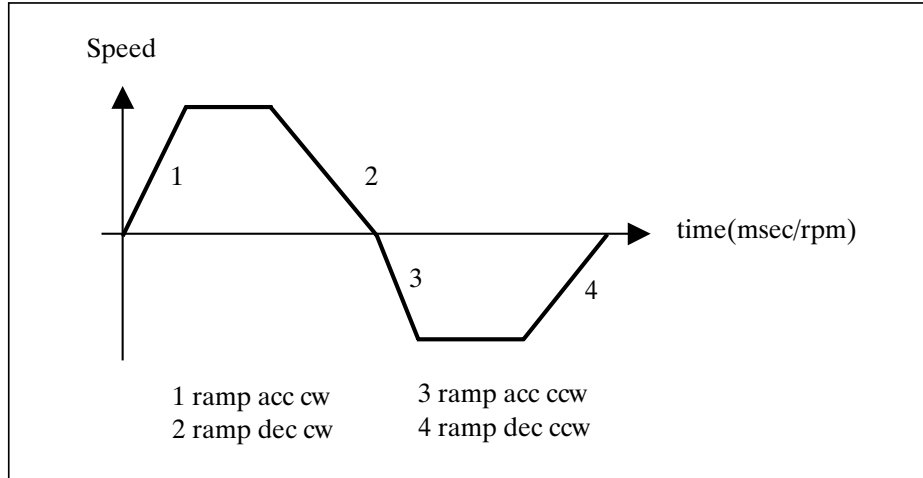 Speed
1
2
time(msec/rpm)
3
4
1 ramp acc cw
2 ramp dec cw
3 ramp acc ccw
4 ramp dec ccw